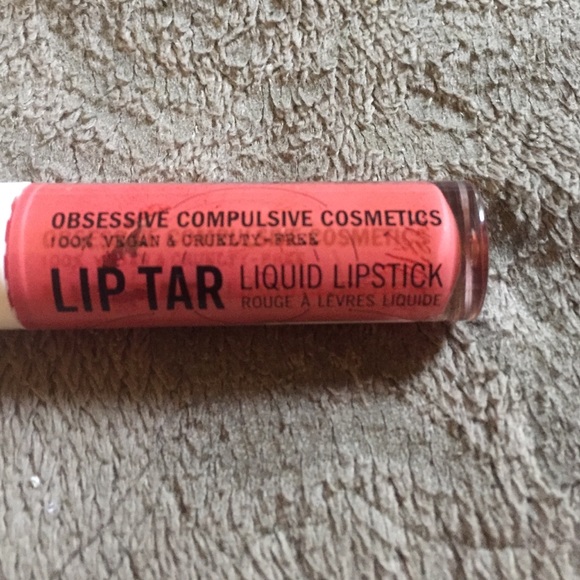 OBSESSIVE COMPULSIVE COSMETICS
100% VEGAN & CRUELTY-FREE
LIP TAR LIQUID LIPSTICK
ROUGE À LÈVRES LIQUIDE